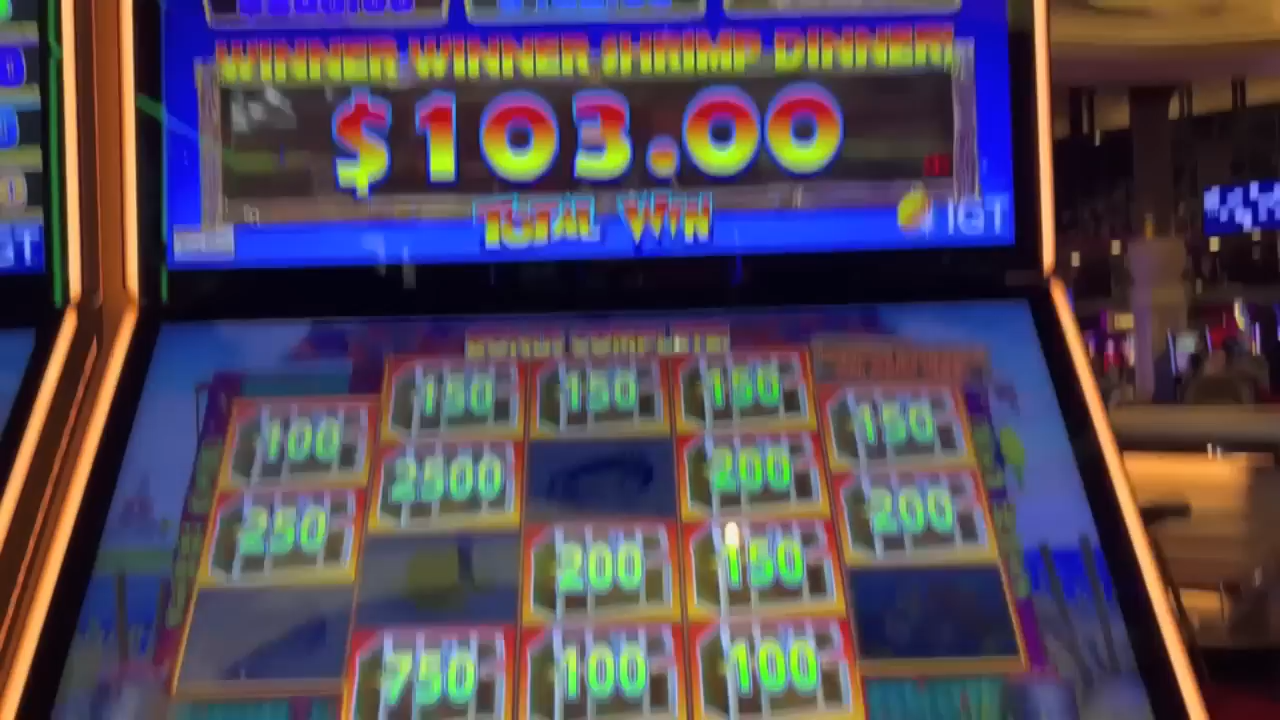 WINNER WINNER SHRIMP DINNER!
$103.00
TOTAL WIN
IGT
150 150 150
100 150
2500 200
250 200
200 150
750 100 100